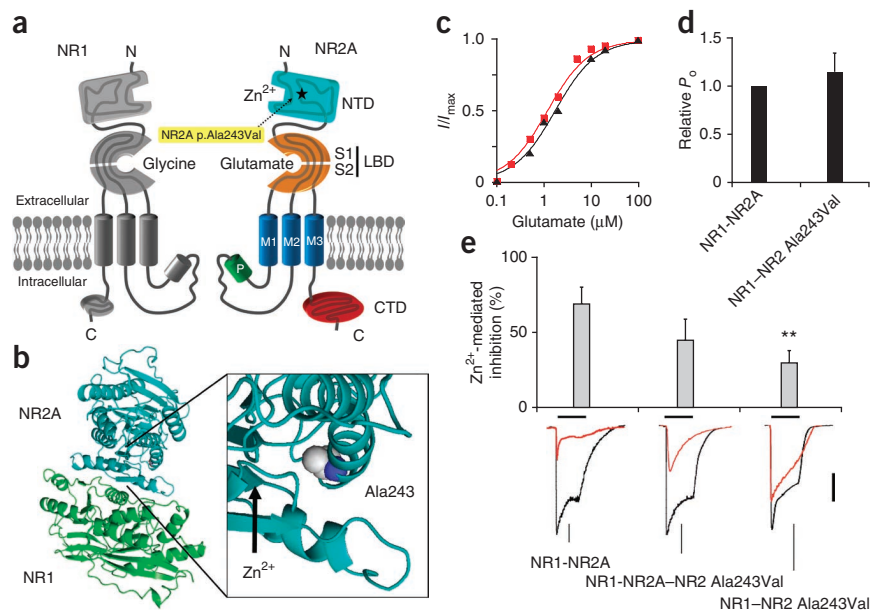 a
NR1
N
N
NR2A
Zn2+
NTD
NR2A p.Ala243Val
Glycine
Glutamate
S1
S2
LBD
Extracellular
Intracellular
M1
M2
M3
P
CTD
C
C
b
NR2A
NR1
Ala243
Zn2+
c
I/Imax
1.0
0.5
0
0.1
1
10
100
Glutamate (μM)
d
Relative Po
1.5
1.0
0.5
0
NR1-NR2A
NR1–NR2 Ala243Val
e
Zn2+-mediated
inhibition (%)
100
50
0
**
NR1-NR2A
NR1-NR2A–NR2 Ala243Val
NR1–NR2 Ala243Val